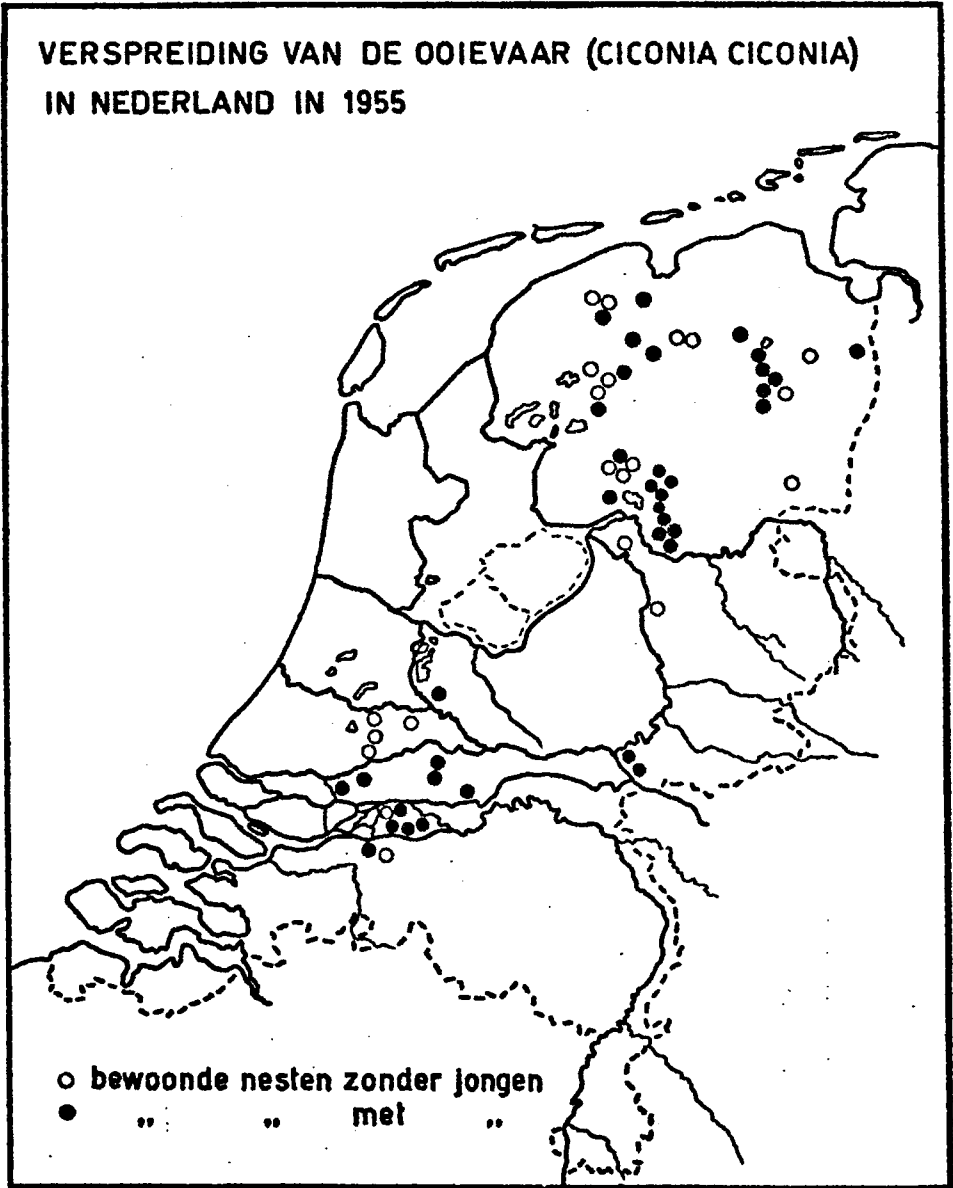 VERSPREIDING VAN DE OOIEVAAR (CICONIA CICONIA)
IN NEDERLAND IN 1955
bewoonde nesten zonder jongen
„ „ met „